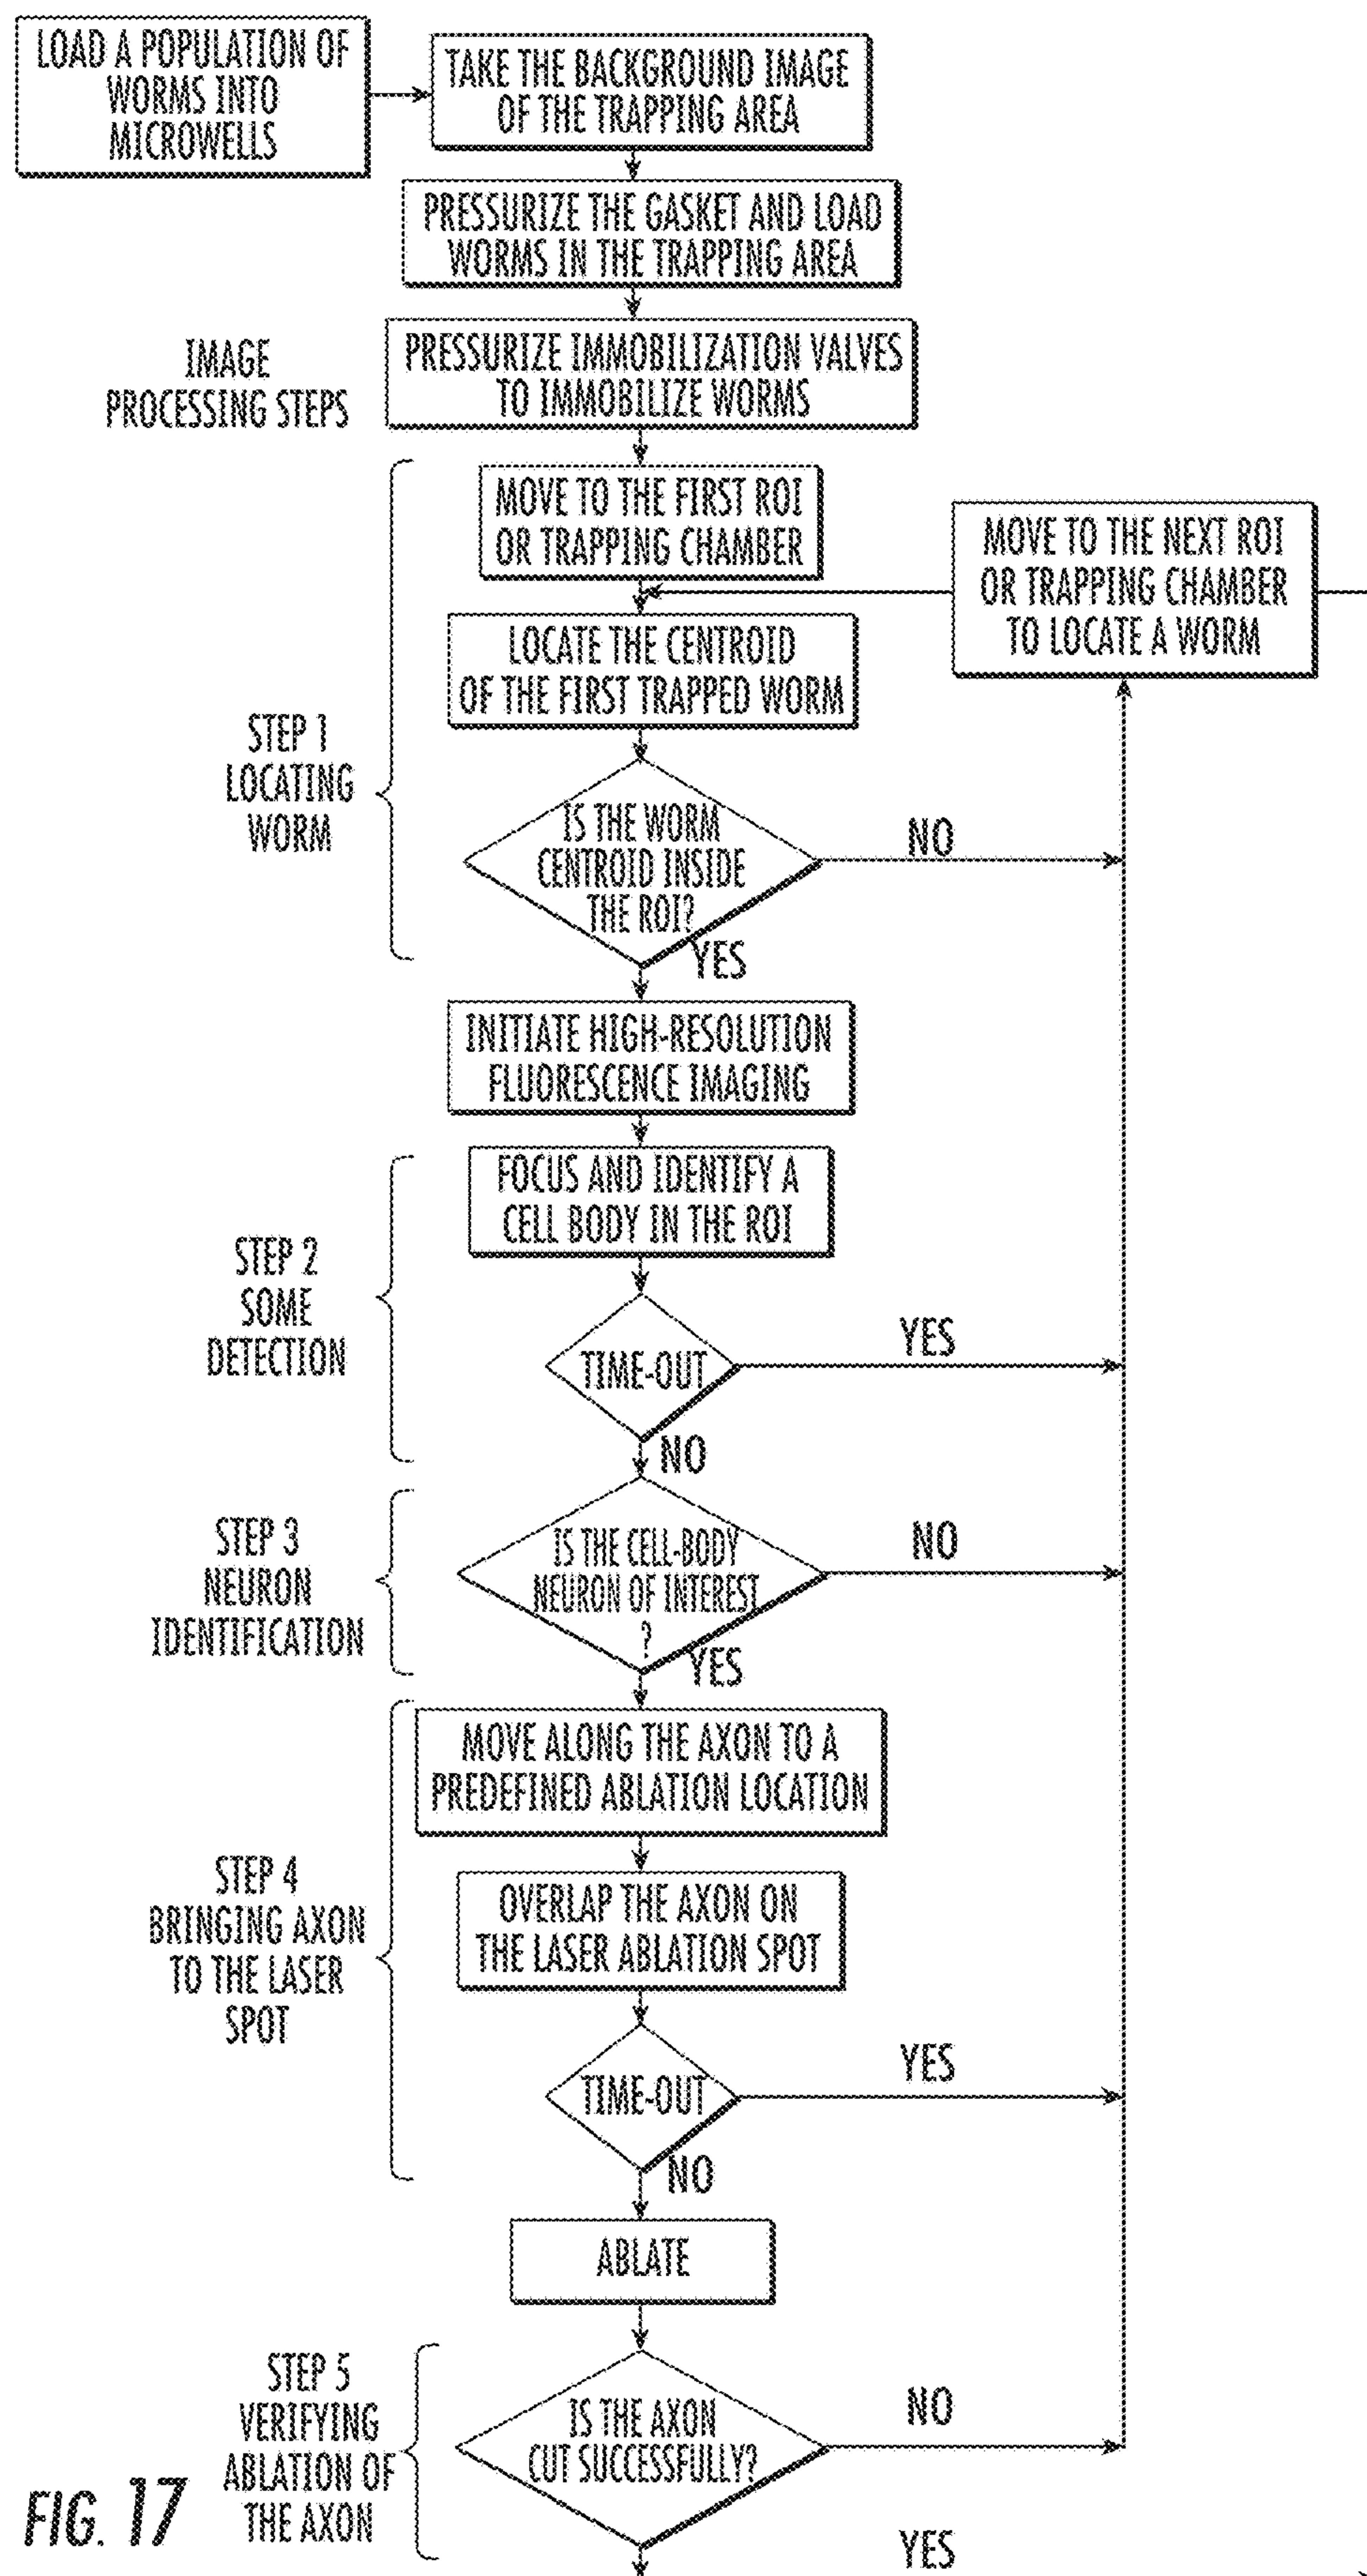 LOAD A POPULATION OF
WORMS INTO
MICROWELLS
TAKE THE BACKGROUND IMAGE
OF THE TRAPPING AREA
PRESSURIZE THE GASKET AND LOAD
WORMS IN THE TRAPPING AREA
PRESSURIZE IMMOBILIZATION VALVES
TO IMMOBILIZE WORMS
IMAGE
PROCESSING STEPS
MOVE TO THE FIRST ROI
OR TRAPPING CHAMBER
MOVE TO THE NEXT ROI
OR TRAPPING CHAMBER
TO LOCATE A WORM
LOCATE THE CENTROID
OF THE FIRST TRAPPED WORM
STEP 1
LOCATING
WORM
IS THE WORM
CENTROID INSIDE
THE ROI?
NO
YES
INITIATE HIGH-RESOLUTION
FLUORESCENCE IMAGING
FOCUS AND IDENTIFY A
CELL BODY IN THE ROI
STEP 2
SOME
DETECTION
TIME-OUT
YES
NO
STEP 3
NEURON
IDENTIFICATION
IS THE CELL-BODY
NEURON OF INTEREST
?
NO
YES
MOVE ALONG THE AXON TO A
PREDEFINED ABLATION LOCATION
STEP 4
BRINGING AXON
TO THE LASER
SPOT
OVERLAP THE AXON ON
THE LASER ABLATION SPOT
TIME-OUT
YES
NO
ABLATE
STEP 5
VERIFYING
ABLATION OF
THE AXON
IS THE AXON
CUT SUCCESSFULLY?
NO
YES
FIG. 17